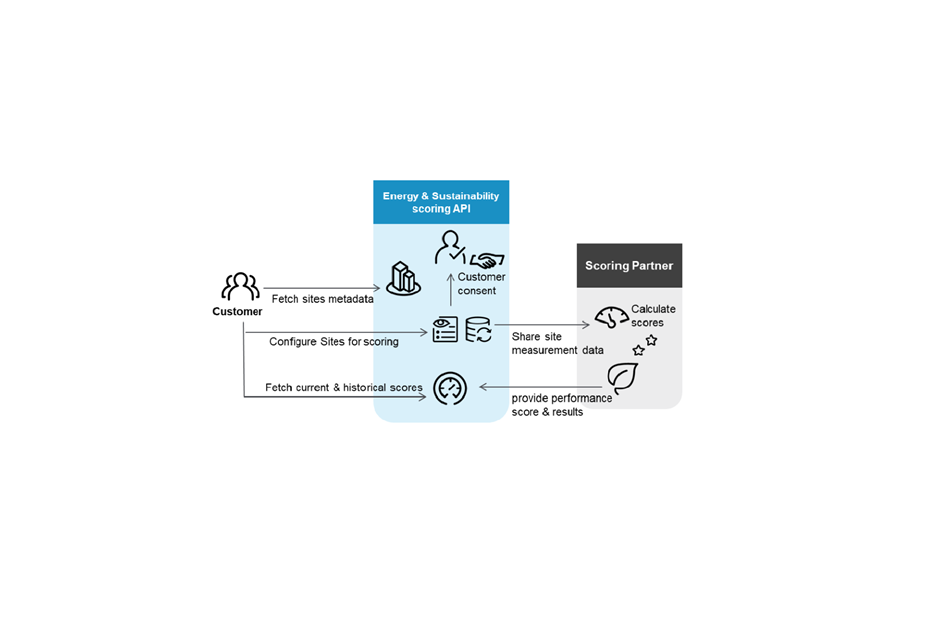 Energy & Sustainability
scoring API
Scoring Partner
Customer
consent
Fetch sites metadata
Customer
Calculate
scores
Configure Sites for scoring
Share site
measurement data
Fetch current & historical scores
provide performance
score & results